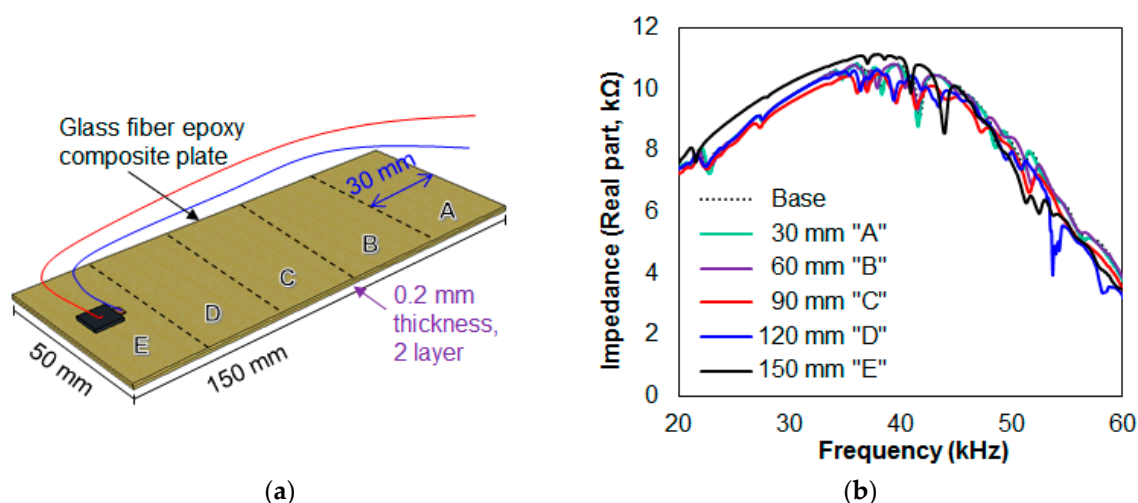 Glass fiber epoxy
composite plate
30 mm
A
B
C
D
E
0.2 mm
thickness,
2 layer
50 mm
150 mm
(a)
Impedance (Real part, kΩ)
12
10
8
6
4
2
0
Base
30 mm "A"
60 mm "B"
90 mm "C"
120 mm "D"
150 mm "E"
20 30 40 50 60
Frequency (kHz)
(b)